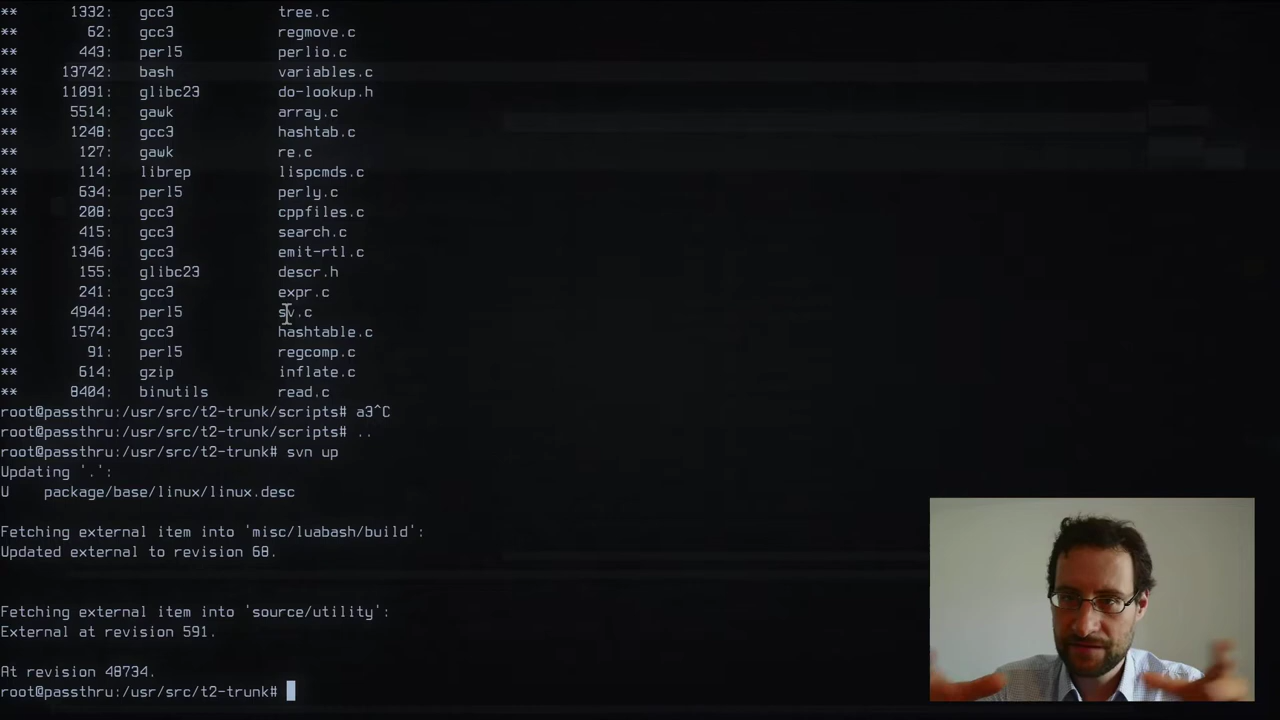 ** 1332: gcc3 tree.c
** 62: gcc3 regmove.c
** 443: perl5 perlio.c
** 13742: bash variables.c
** 11091: glibc23 do-lookup.h
** 5514: gawk array.c
** 1248: gcc3 hashtab.c
** 127: gawk re.c
** 114: librep lispcmds.c
** 634: perl5 perly.c
** 208: gcc3 cppfiles.c
** 415: gcc3 search.c
** 1346: gcc3 emit-rtl.c
** 155: glibc23 descr.h
** 241: gcc3 expr.c
** 4944: perl5 sv.c
** 1574: gcc3 hashtable.c
** 91: perl5 regcomp.c
** 614: gzip inflate.c
** 8404: binutils read.c
root@passthru:/usr/src/t2-trunk/scripts# a3^C
root@passthru:/usr/src/t2-trunk/scripts# ..
root@passthru:/usr/src/t2-trunk# svn up
Updating '.':
U package/base/linux/linux.desc
Fetching external item into 'misc/luabash/build':
Updated external to revision 68.
Fetching external item into 'source/utility':
External at revision 591.
At revision 48734.
root@passthru:/usr/src/t2-trunk#